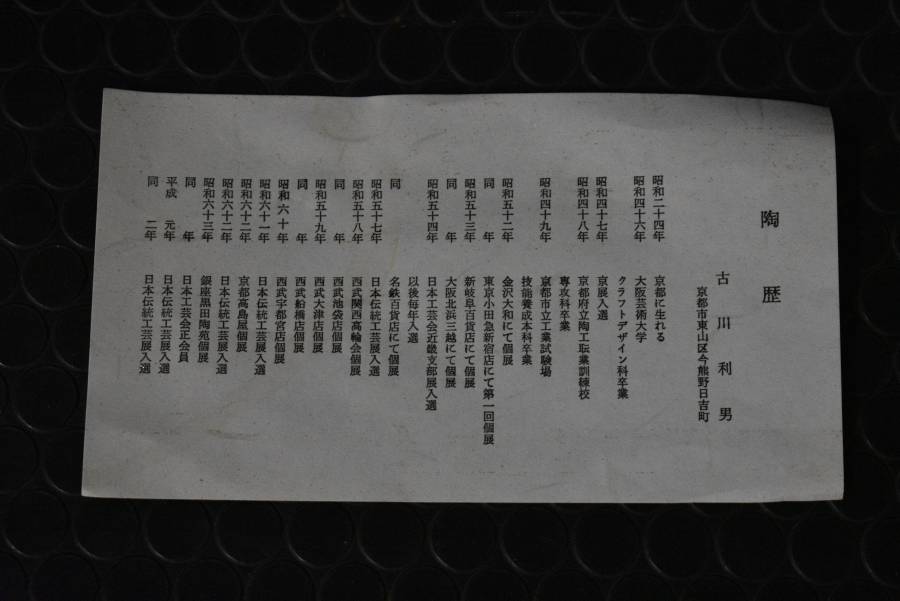 陶歴
古川利男
京都市東山区今熊野日吉町
昭和二十四年 京都に生れる
昭和四十六年 大阪芸術大学
クラフトデザイン科卒業
昭和四十七年 京展入選
昭和四十八年 京都府立陶工職業訓練校
専攻科卒業
昭和四十九年 京都市立工業試験場
技能養成本科卒業
昭和五十二年 金沢大和にて個展
同年 東京小田急新宿店にて第一回個展
昭和五十三年 新岐阜百貨店にて個展
同年 大阪北浜三越にて個展
昭和五十四年 日本工芸会近畿支部展入選
以後毎年入選
同 名鉄百貨店にて個展
昭和五十七年 日本伝統工芸展入選
昭和五十八年 西武関西高輪会個展
同年 西武池袋店個展
昭和五十九年 西武大津店個展
同年 西武船橋店個展
昭和六十年 西武宇都宮店個展
昭和六十一年 日本伝統工芸展入選
昭和六十二年 京都高島屋個展
昭和六十二年 日本伝統工芸展入選
昭和六十三年 銀座黒田陶苑個展
同年 日本工芸会正会員
平成元年 日本伝統工芸展入選
同二年 日本伝統工芸展入選